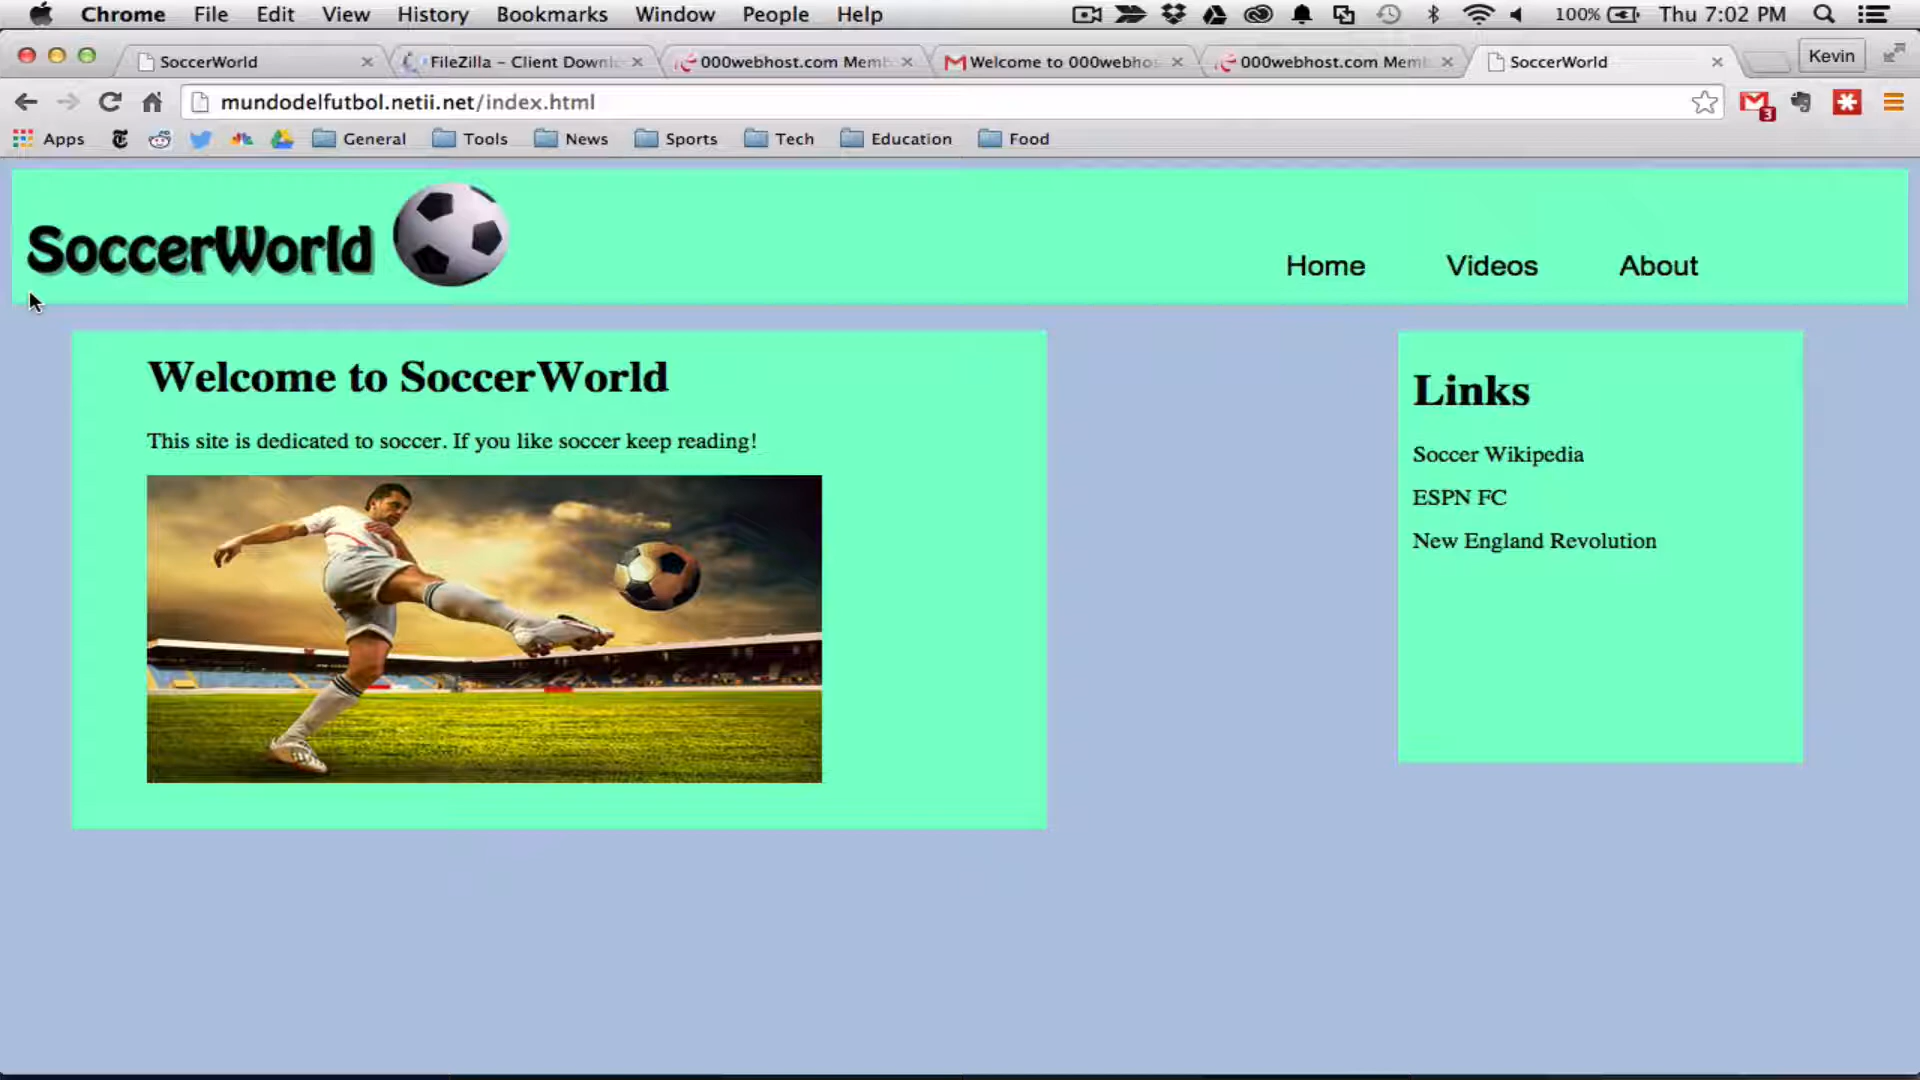 Chrome File Edit View History Bookmarks Window People Help 100% Thu 7:02 PM
SoccerWorld FileZilla - Client Downl 000webhost.com Memb Welcome to 000webhos 000webhost.com Mem SoccerWorld Kevin
mundodelfutbol.netii.net/index.html 3
Apps General Tools News Sports Tech Education Food
SoccerWorld
Home Videos About
Welcome to SoccerWorld
This site is dedicated to soccer. If you like soccer keep reading!
Links
Soccer Wikipedia
ESPN FC
New England Revolution